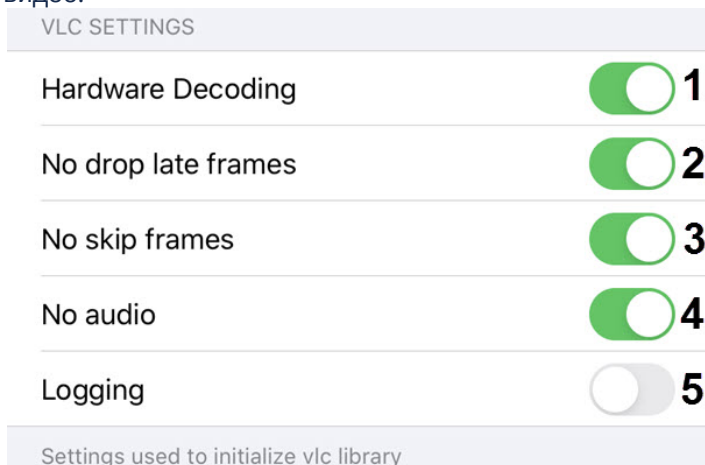 видео.
VLC SETTINGS
Hardware Decoding 1
No drop late frames 2
No skip frames 3
No audio 4
Logging 5
Settings used to initialize vlc library